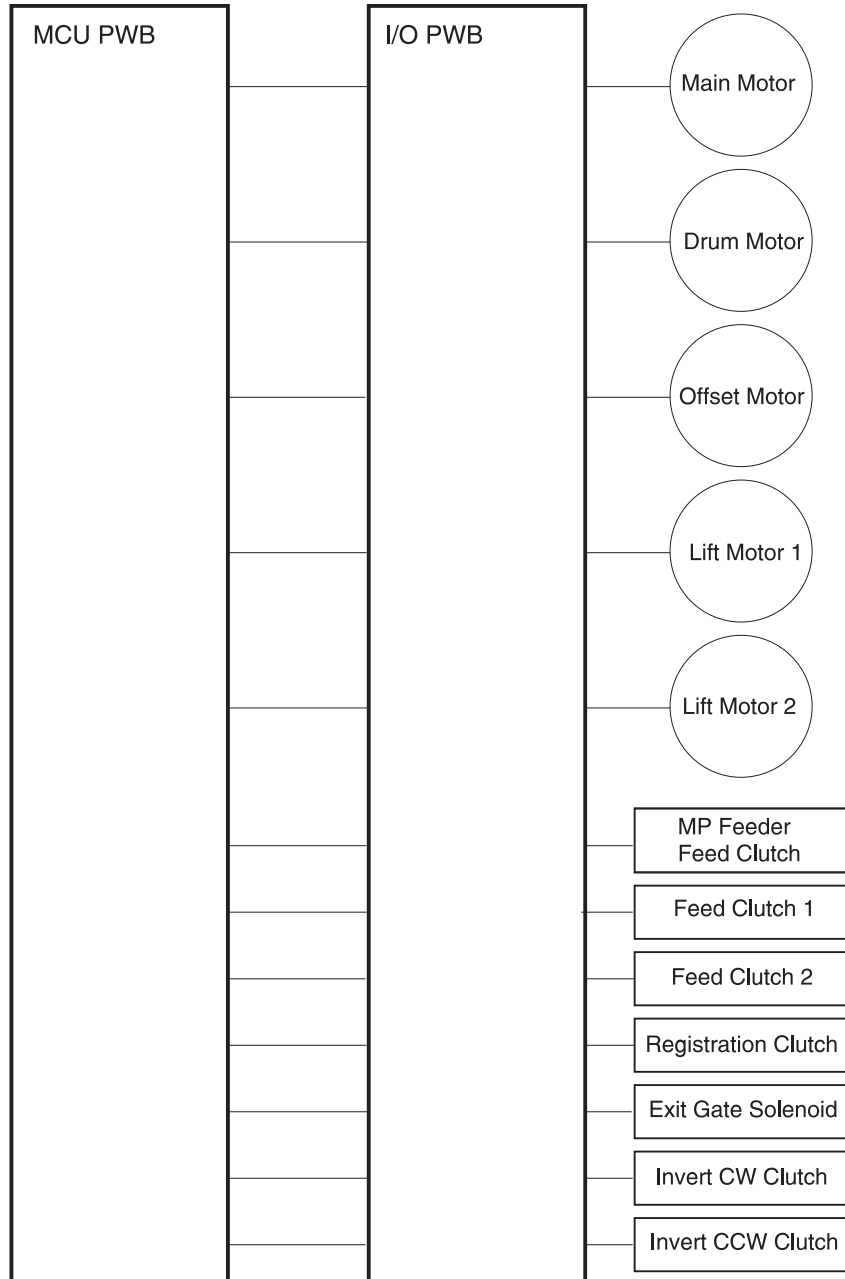 MCU PWB
I/O PWB
Main Motor
Drum Motor
Offset Motor
Lift Motor 1
Lift Motor 2
MP Feeder
Feed Clutch
Feed Clutch 1
Feed Clutch 2
Registration Clutch
Exit Gate Solenoid
Invert CW Clutch
Invert CCW Clutch